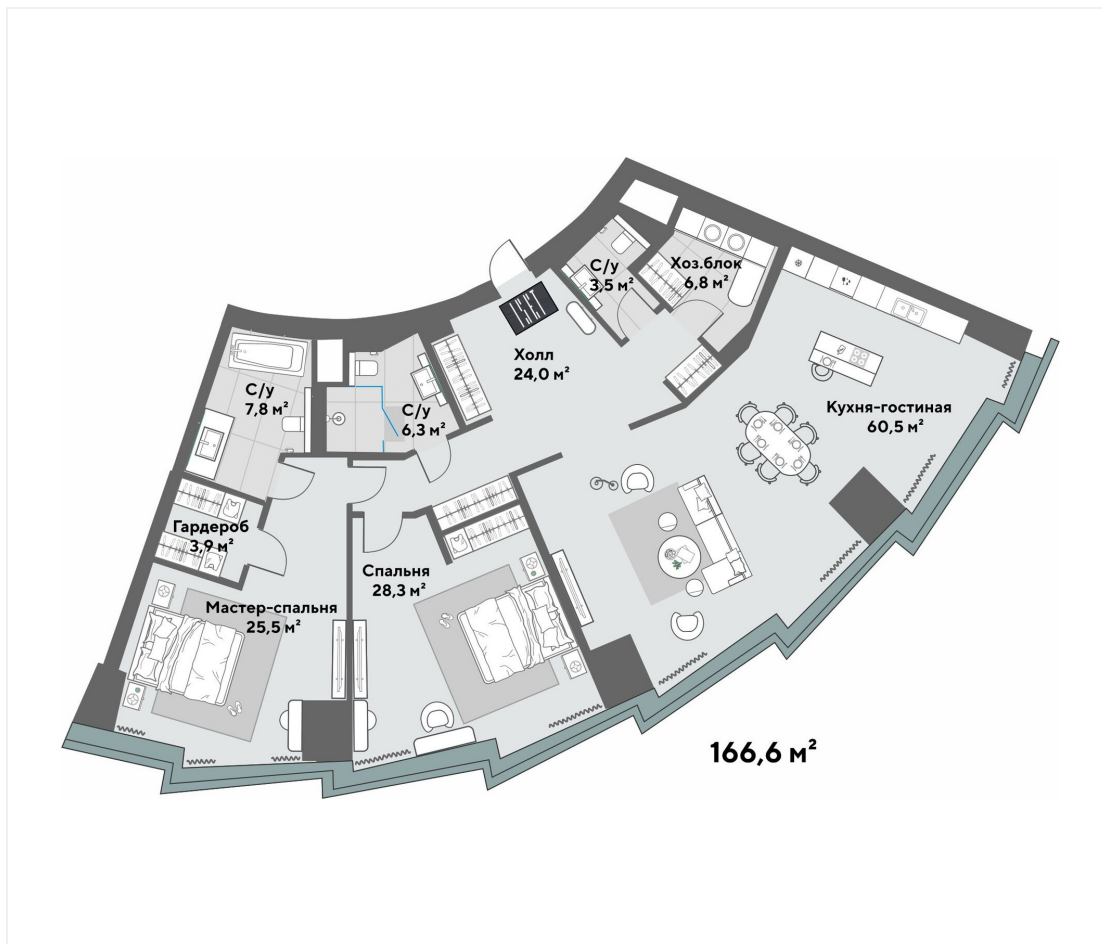 С/у
3,5 м²
Хоз.блок
6,8 м²
ISET
Холл
24,0 м²
С/у
7,8 м²
С/у
6,3 м²
Кухня-гостиная
60,5 м²
Гардероб
3,9 м²
Спальня
28,3 м²
Мастер-спальня
25,5 м²
166,6 м²